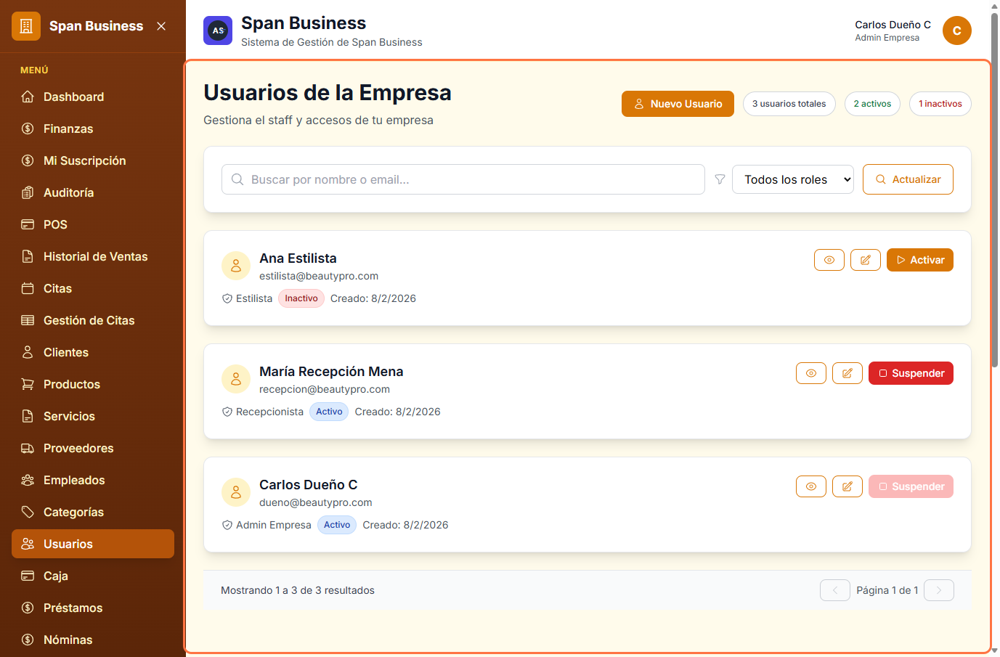 Span Business
MENÚ
Dashboard
Finanzas
Mi Suscripción
Auditoría
POS
Historial de Ventas
Citas
Gestión de Citas
Clientes
Productos
Servicios
Proveedores
Empleados
Categorías
Usuarios
Caja
Préstamos
Nóminas
AS
Span Business
Sistema de Gestión de Span Business
Carlos Dueño C
Admin Empresa
C
Usuarios de la Empresa
Gestiona el staff y accesos de tu empresa
Nuevo Usuario
3 usuarios totales
2 activos
1 inactivos
Buscar por nombre o email...
Todos los roles
Actualizar
Ana Estilista
estilista@beautypro.com
Estilista Inactivo Creado: 8/2/2026
Activar
María Recepción Mena
recepcion@beautypro.com
Recepcionista Activo Creado: 8/2/2026
Suspender
Carlos Dueño C
dueno@beautypro.com
Admin Empresa Activo Creado: 8/2/2026
Suspender
Mostrando 1 a 3 de 3 resultados
Página 1 de 1